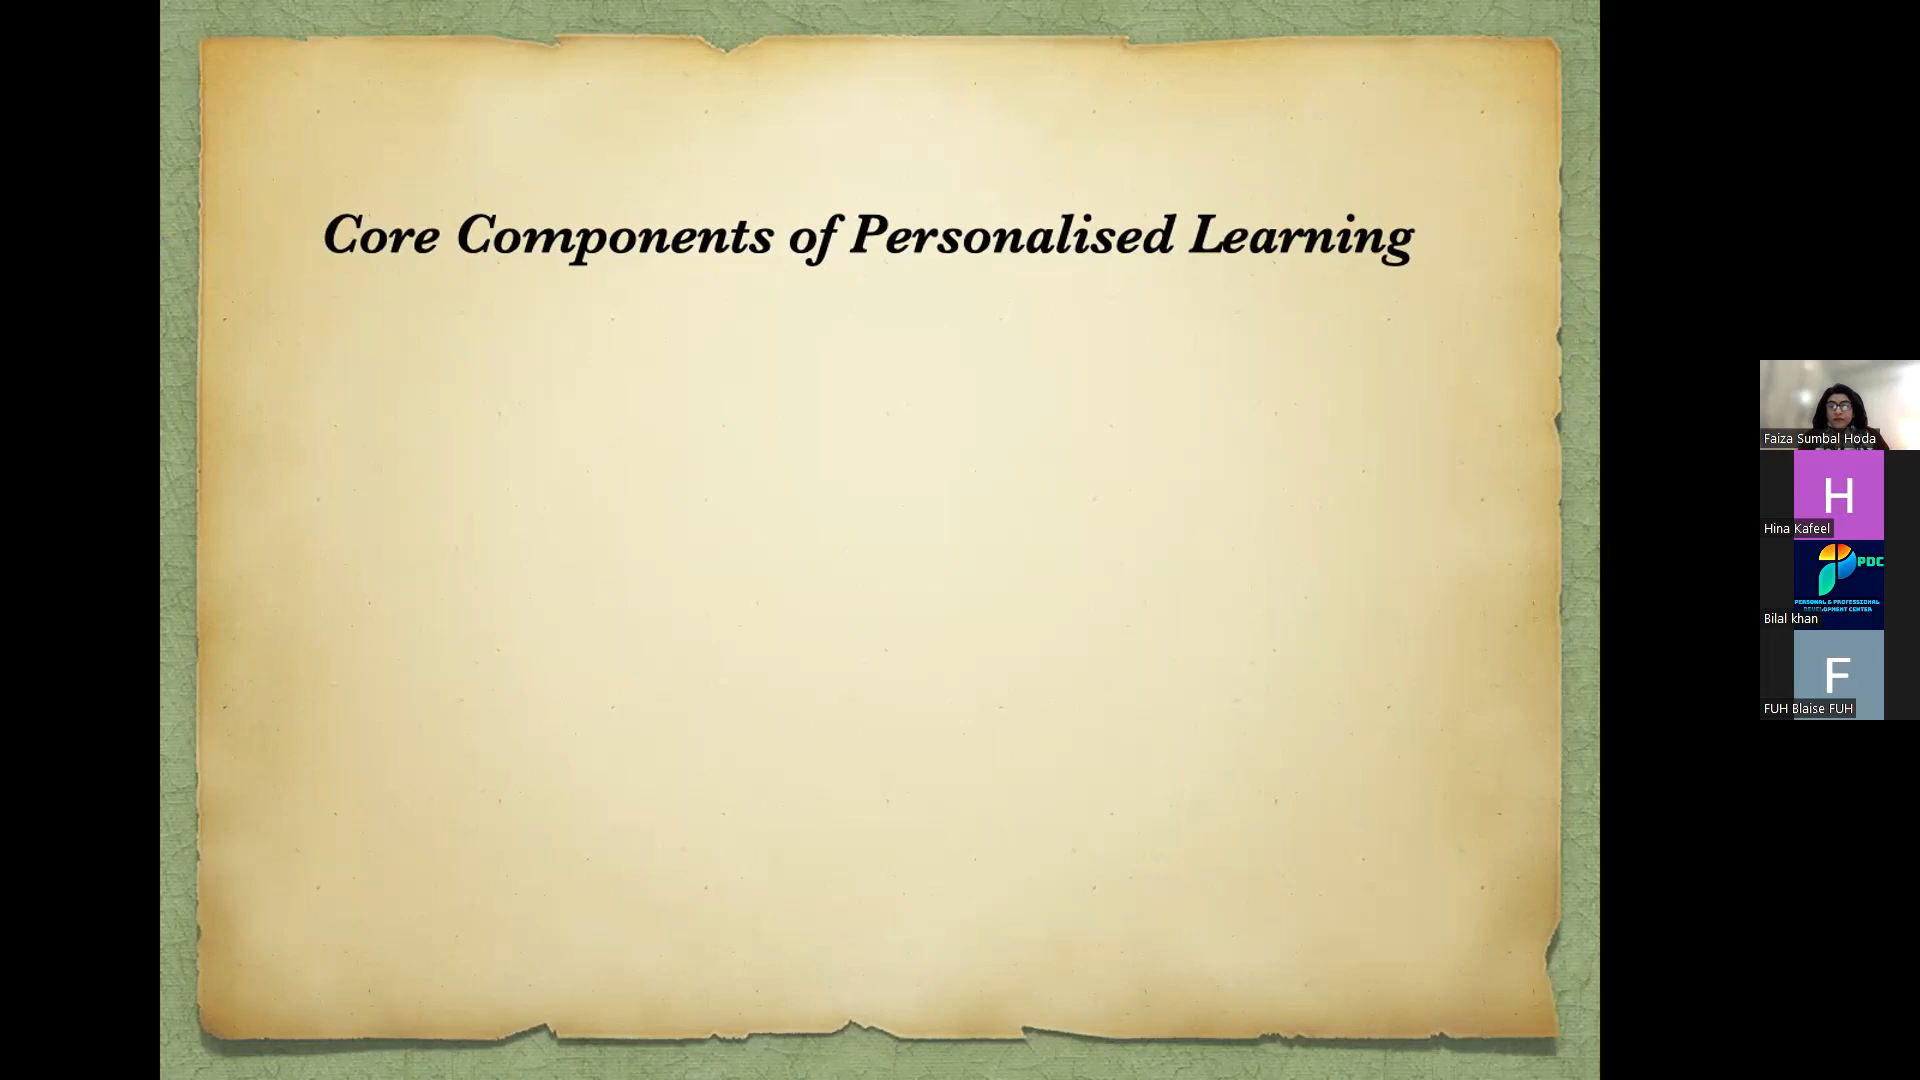 Core Components of Personalised Learning
Faiza Sumbal Hoda
H
Hina Kafeel
PDC
PERSONAL & PROFESSIONAL
DEVELOPMENT CENTER
Bilal khan
F
FUH Blaise FUH